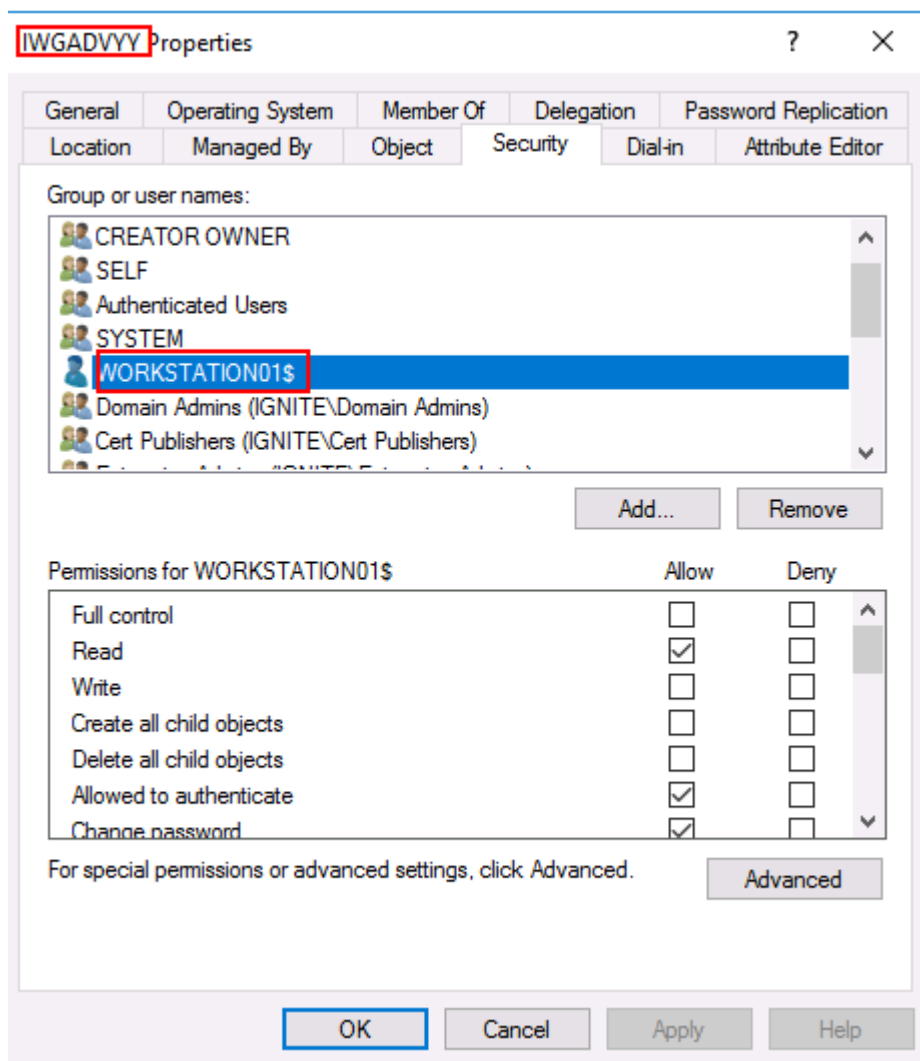 IWGADVYY Properties
? ×
General Operating System Member Of Delegation Password Replication
Location Managed By Object Security Dial-in Attribute Editor
Group or user names:
CREATOR OWNER
SELF
Authenticated Users
SYSTEM
WORKSTATION01$
Domain Admins (IGNITE\Domain Admins)
Cert Publishers (IGNITE\Cert Publishers)
Add... Remove
Permissions for WORKSTATION01$ Allow Deny
Full control
Read
Write
Create all child objects
Delete all child objects
Allowed to authenticate
Change password
For special permissions or advanced settings, click Advanced.
Advanced
OK Cancel Apply Help